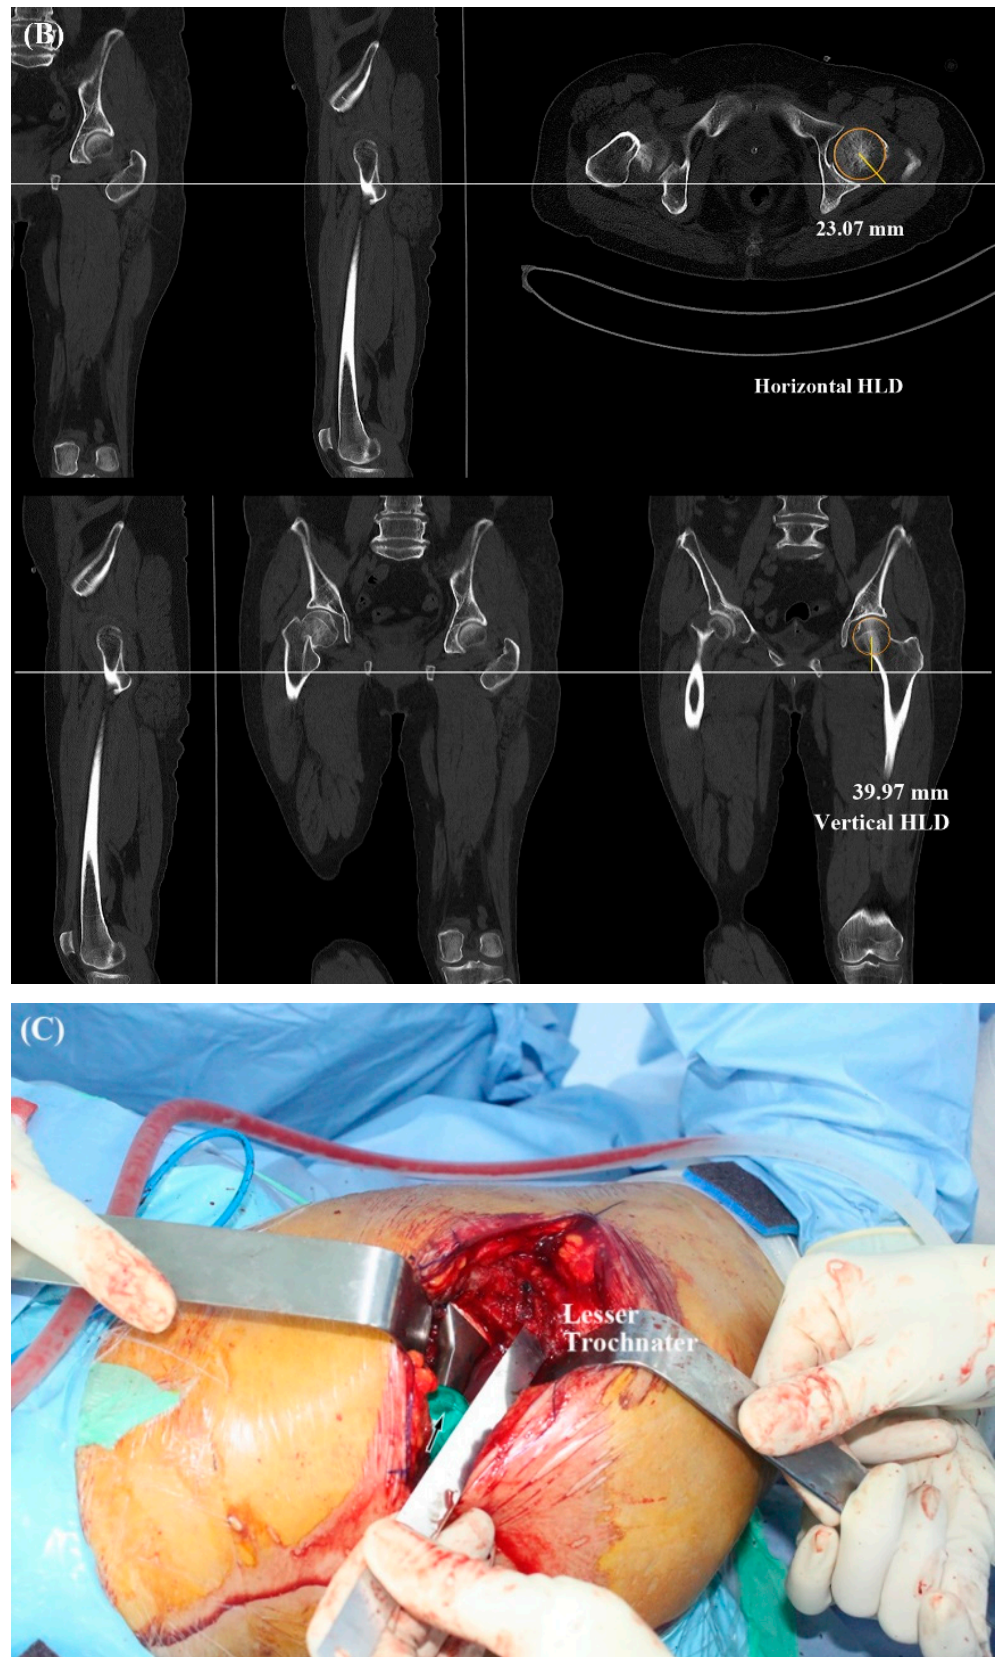 (B)
23.07 mm
Horizontal HLD
39.97 mm
Vertical HLD
(C)
Lesser
Trochnater